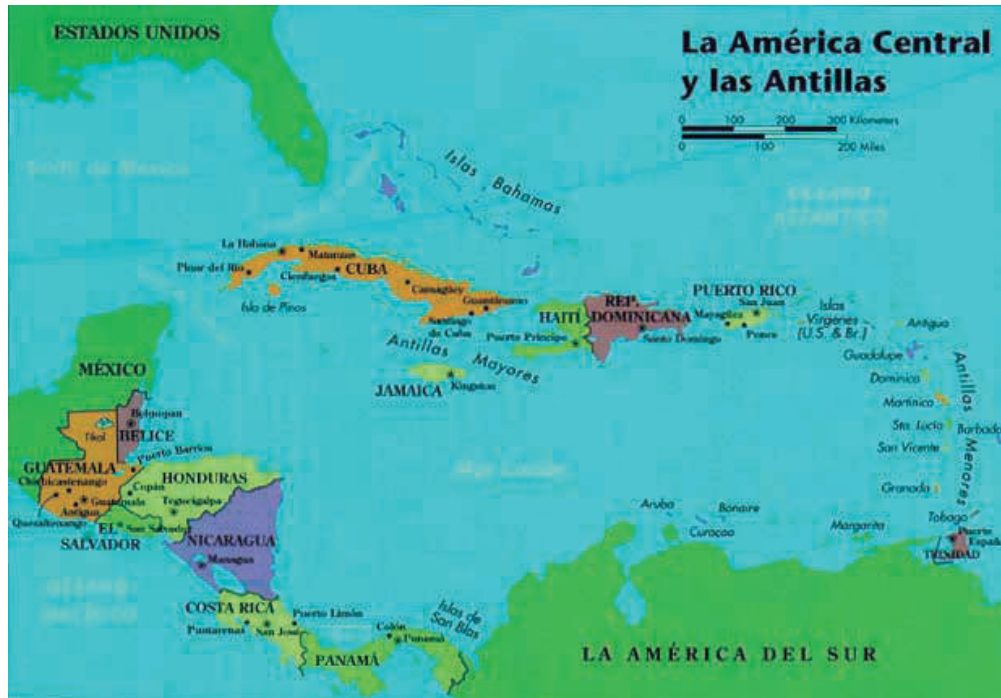 ESTADOS UNIDOS
La América Central
y las Antillas
0 100 200 300 Kilometers
0 200 Miles
Islas Bahamas
OCÉANO
ATLÁNTICO
La Habana
Matanzas
Pinar del Río
Cienfuegos
CUBA
Camagüey
Isla de Pinos
Guantánamo
Santiago
de Cuba
HAITÍ
REP.
DOMINICANA
Puerto Príncipe
Santo Domingo
PUERTO RICO
San Juan
Mayagüez
Ponce
Islas
Vírgenes
(U.S. & Br.)
Antigua
Guadalupe
Dominica
Martinica
Sta. Lucía
Barbados
San Vicente
Granada
Antillas Menores
Antillas Mayores
JAMAICA
Kingston
MÉXICO
Belmopan
BELICE
Tikal
Puerto Barrios
GUATEMALA
HONDURAS
Chichicastenango
Copán
Guatemala
Tegucigalpa
Antigua
Quezaltenango
EL
SALVADOR
San Salvador
NICARAGUA
Managua
Mar Caribe
Aruba
Bonaire
Curaçao
Margarita
Tobago
Puerto
España
TRINIDAD
COSTA RICA
Puerto Limón
Puntarenas
San José
Colón
Panamá
Islas de
San Blas
PANAMÁ
LA AMÉRICA DEL SUR